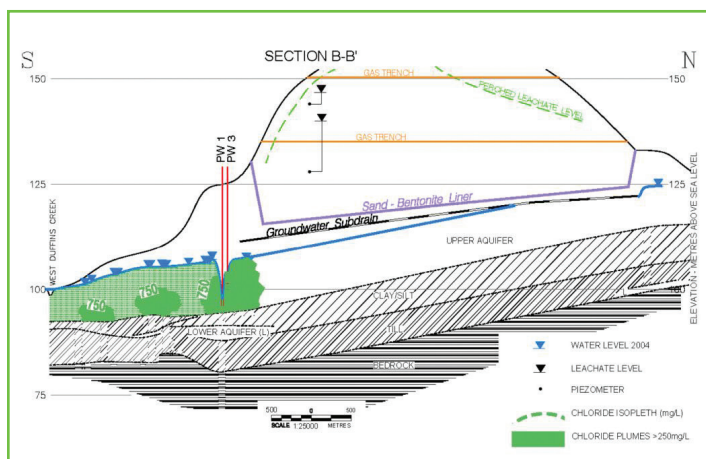 S
N
SECTION B-B'
150
150
GAS TRENCH
PERCHED LEACHATE LEVEL
GAS TRENCH
PW 1
PW 3
125
125
Sand - Bentonite Liner
Groundwater Subdrain
WEST DUFFINS CREEK
UPPER AQUIFER
ELEVATION - METRES ABOVE SEA LEVEL
750
750
750
100
100
CLAY/SILT
LOWER AQUIFER (L)
TILL
BEDROCK
75
WATER LEVEL 2004
LEACHATE LEVEL
PIEZOMETER
CHLORIDE ISOPLETH (mg/L)
CHLORIDE PLUMES >250mg/L
500 0 500
SCALE 1:25000 METRES